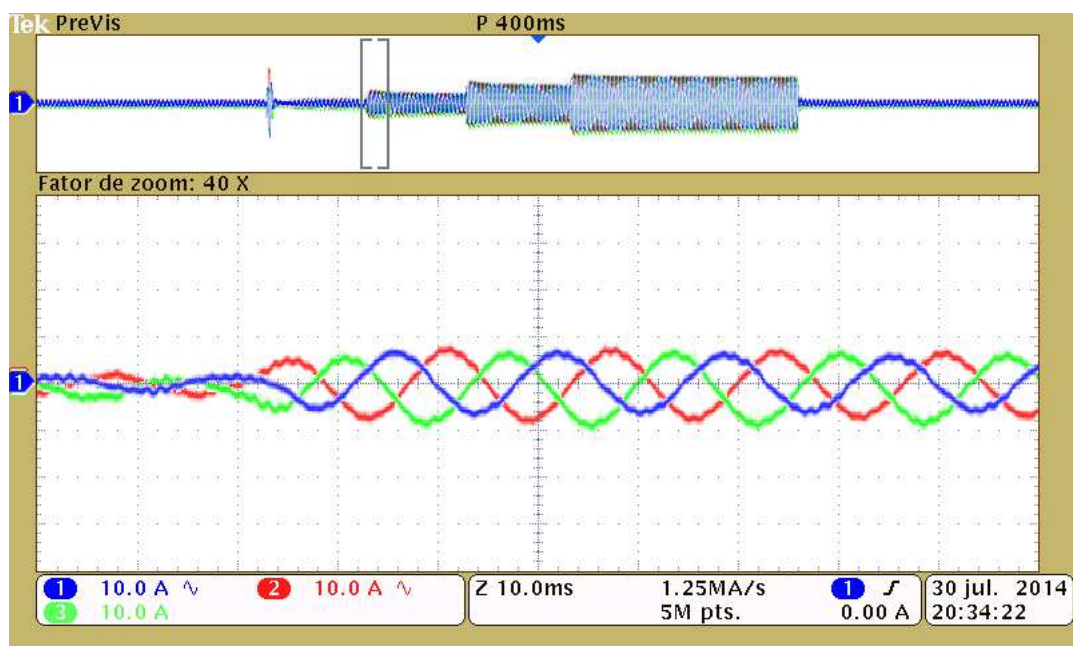 Tek PreVis P 400ms
1
Fator de zoom: 40 X
1
1 10.0 A ∿ 2 10.0 A ∿ Z 10.0ms 1.25MA/s 1 ʃ 30 jul. 2014
3 10.0 A 5M pts. 0.00 A 20:34:22